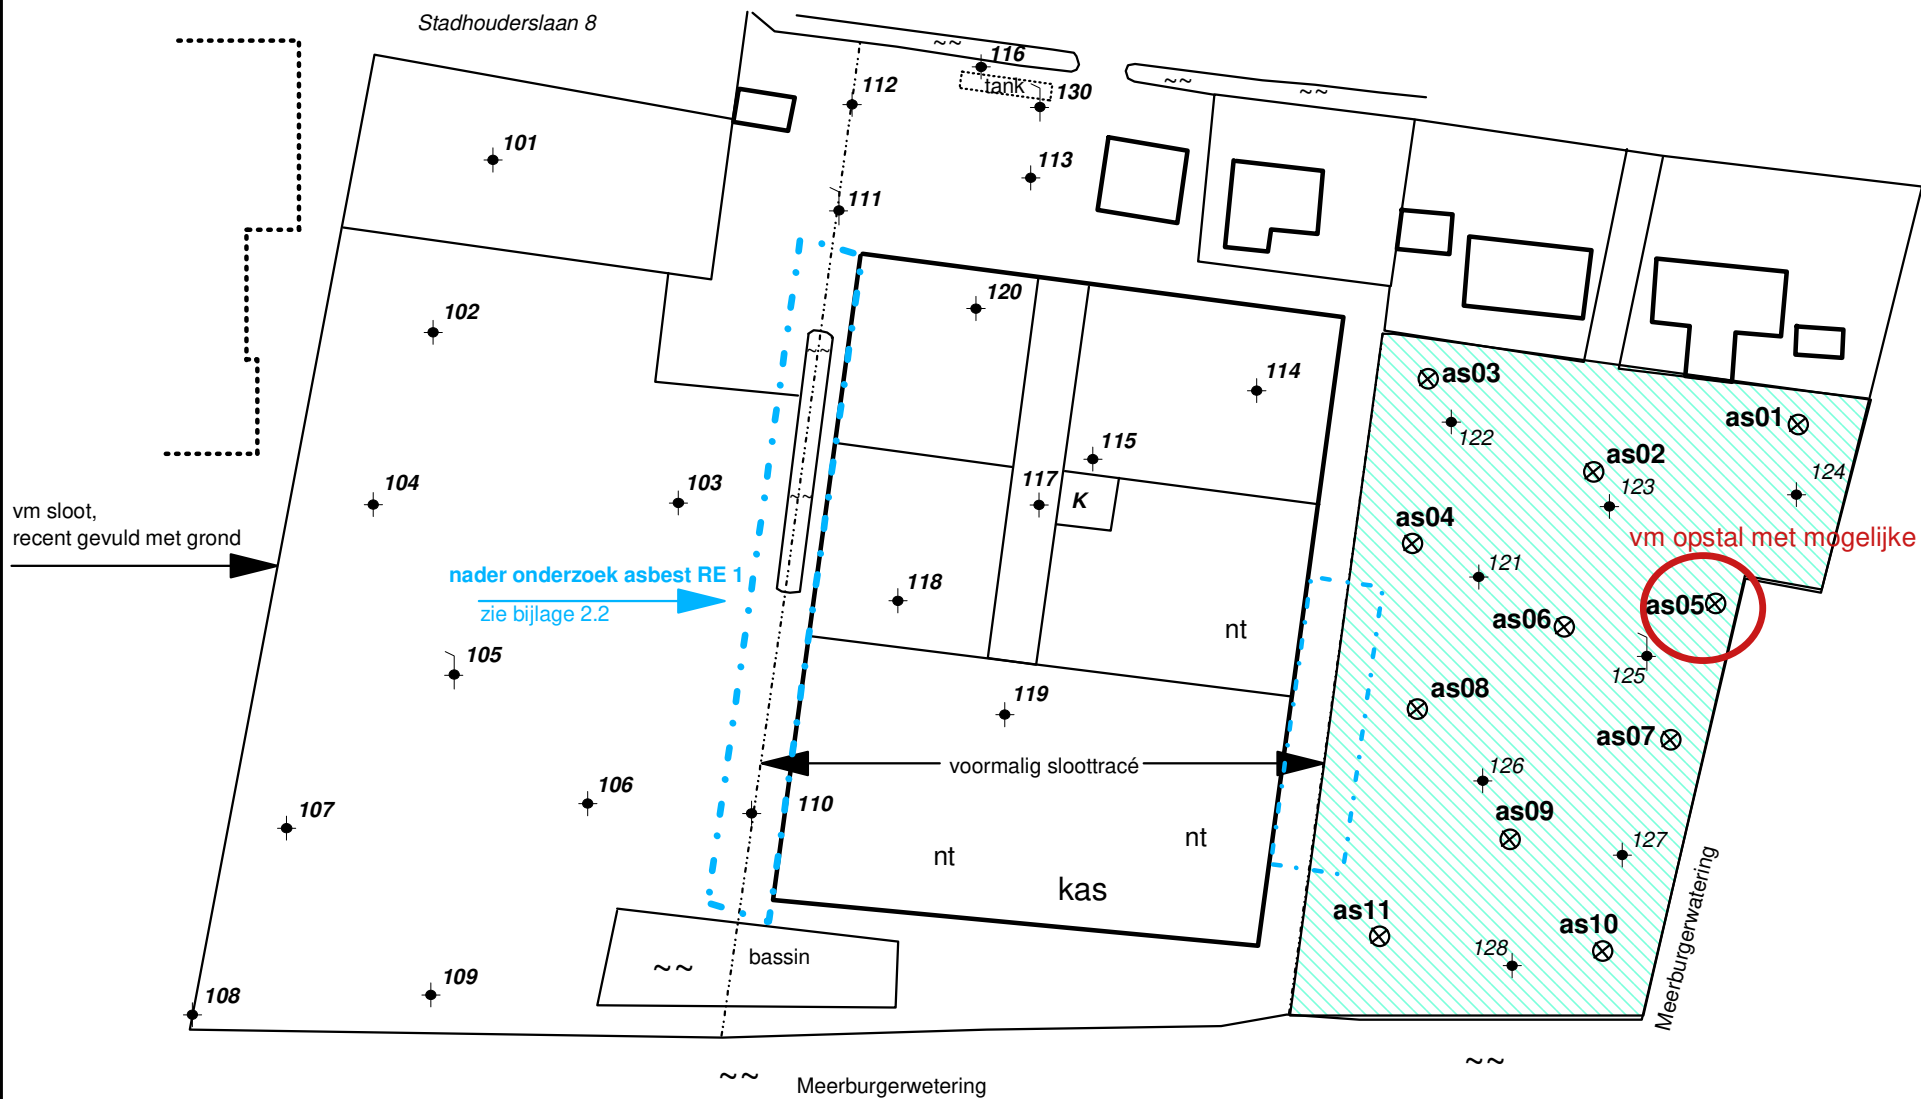 Stadhouderslaan 8
~~
116
~~
~~
tank
130
112
101
113
111
120
102
114
as03
as01
122
115
as02
123
124
104
103
117
K
vm sloot,
recent gevuld met grond
as04
vm opstal met mogelijke
nader onderzoek asbest RE 1
zie bijlage 2.2
121
118
as05
as06
nt
105
125
as08
119
as07
voormalig sloottracé
126
106
110
107
as09
127
nt
nt
kas
Meerburgerwatering
as11
as10
~~
bassin
128
109
108
~~
~~
~~
~~
Meerburgerwetering